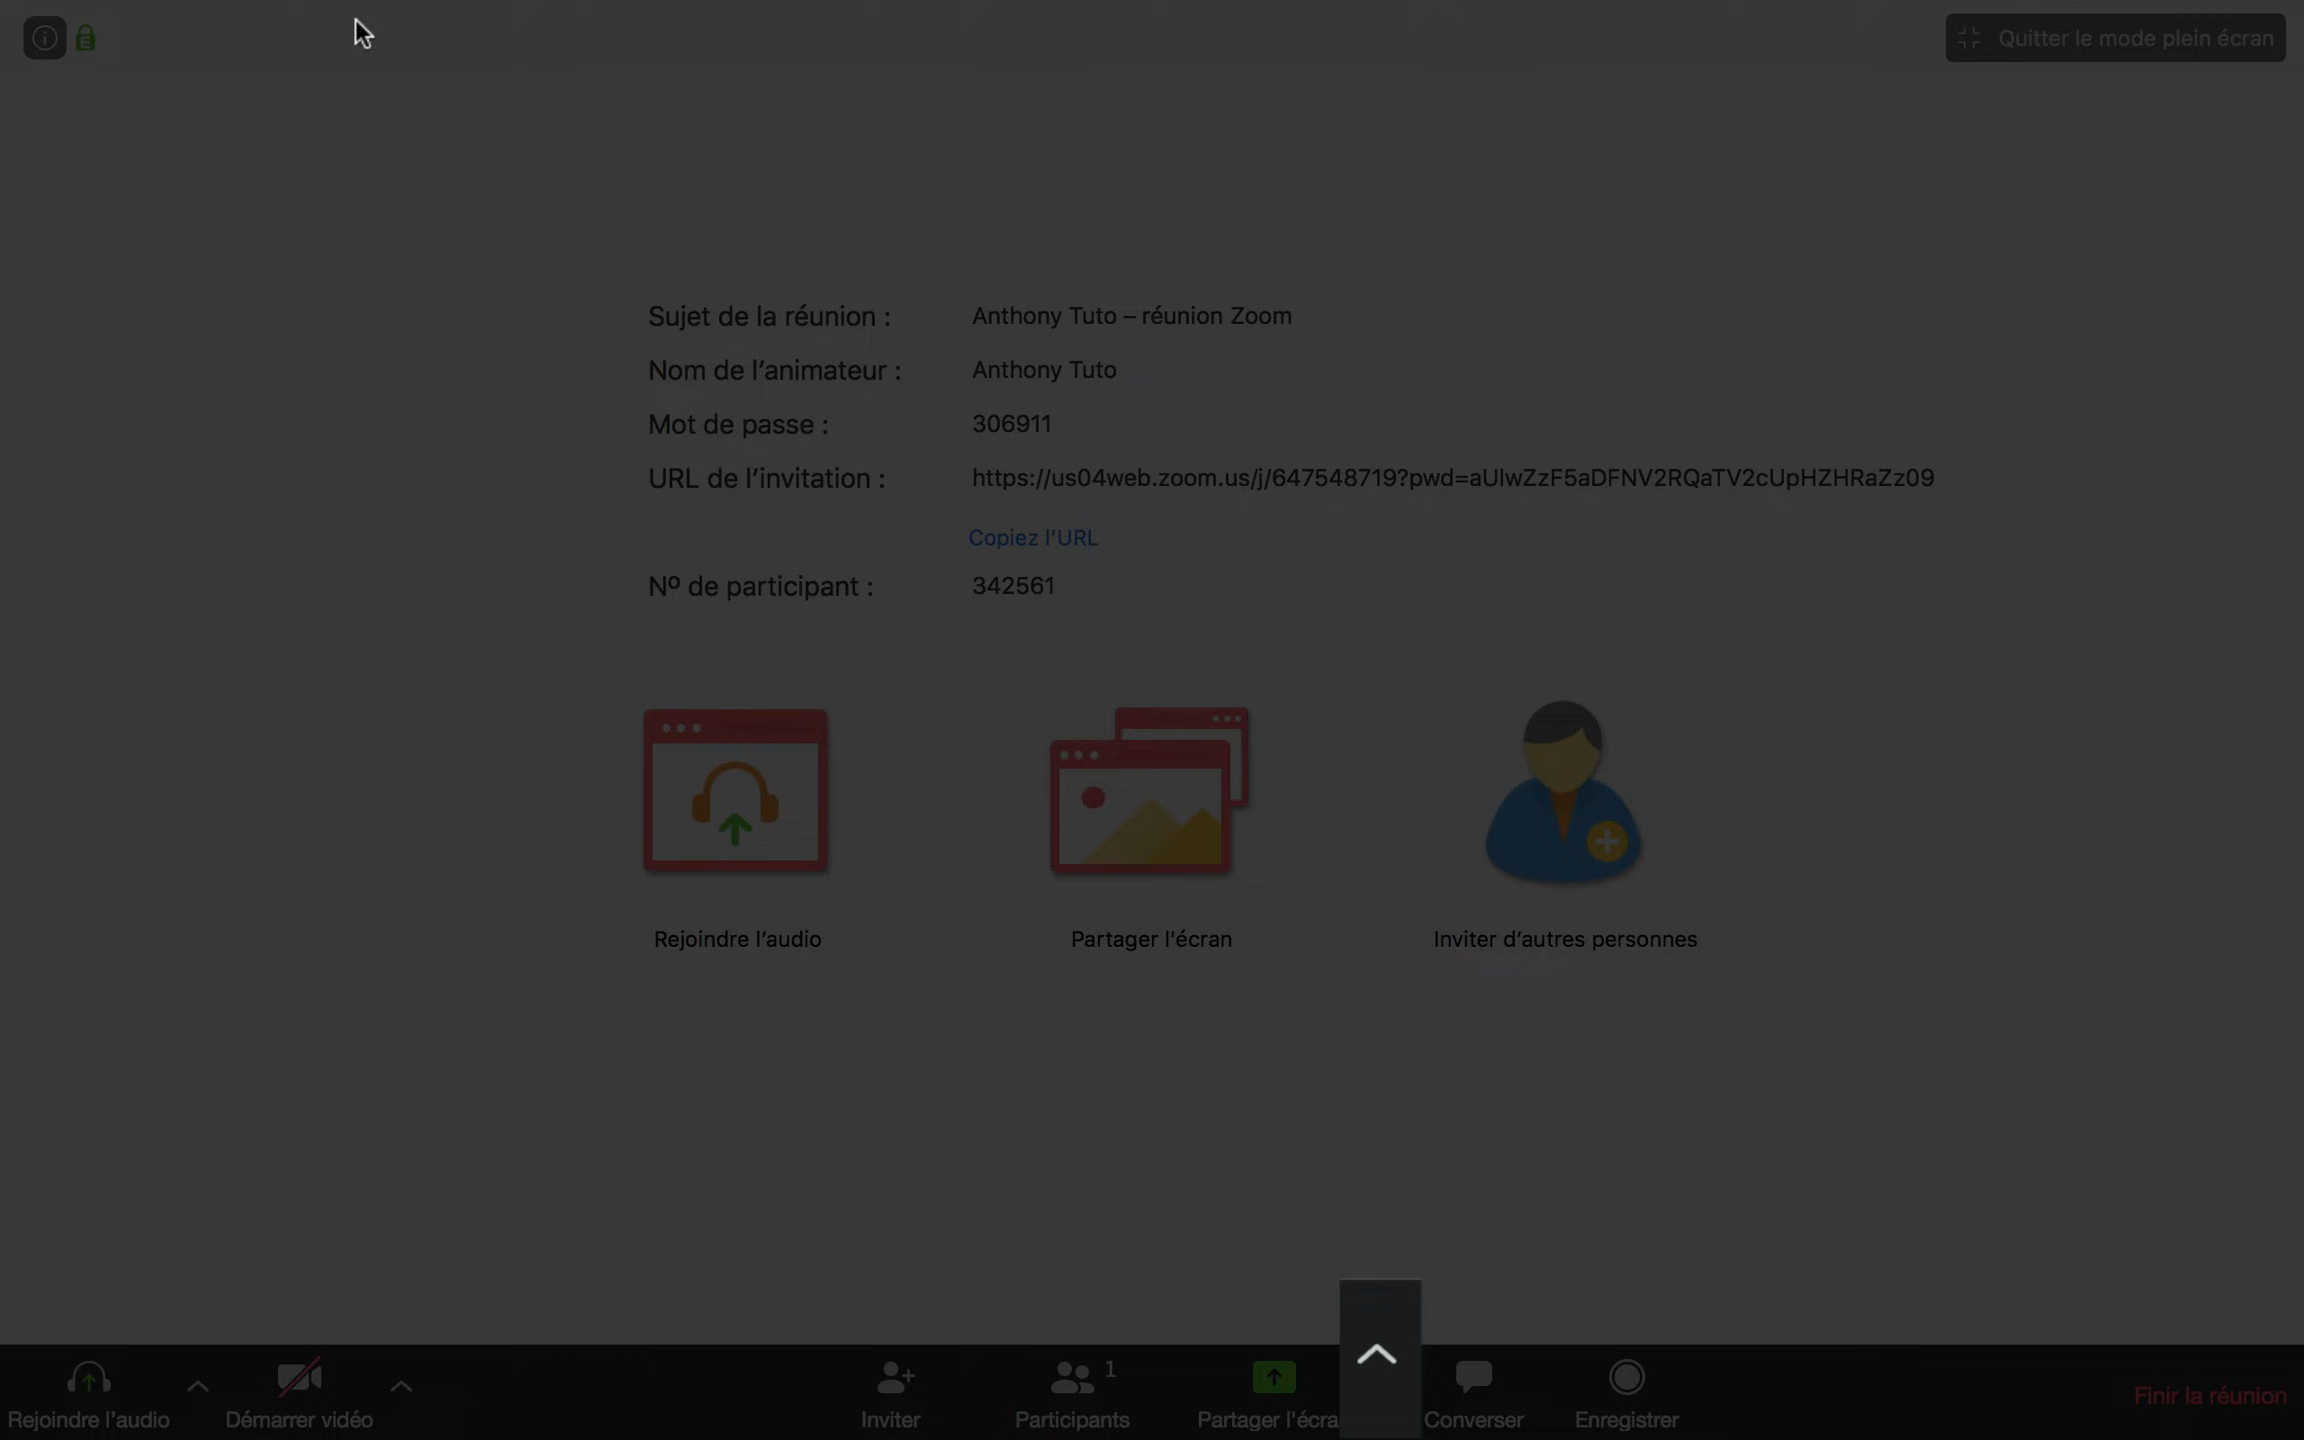 Quitter le mode plein écran
Sujet de la réunion : Anthony Tuto – réunion Zoom
Nom de l’animateur : Anthony Tuto
Mot de passe : 306911
URL de l’invitation : https://us04web.zoom.us/j/647548719?pwd=aUlwZzF5aDFNV2RQaTV2cUpHZHRaZz09
Copiez l’URL
Nº de participant : 342561
Rejoindre l’audio
Partager l'écran
Inviter d’autres personnes
Rejoindre l’audio
Démarrer vidéo
Inviter
Participants 1
Partager l'écra
Converser
Enregistrer
Finir la réunion